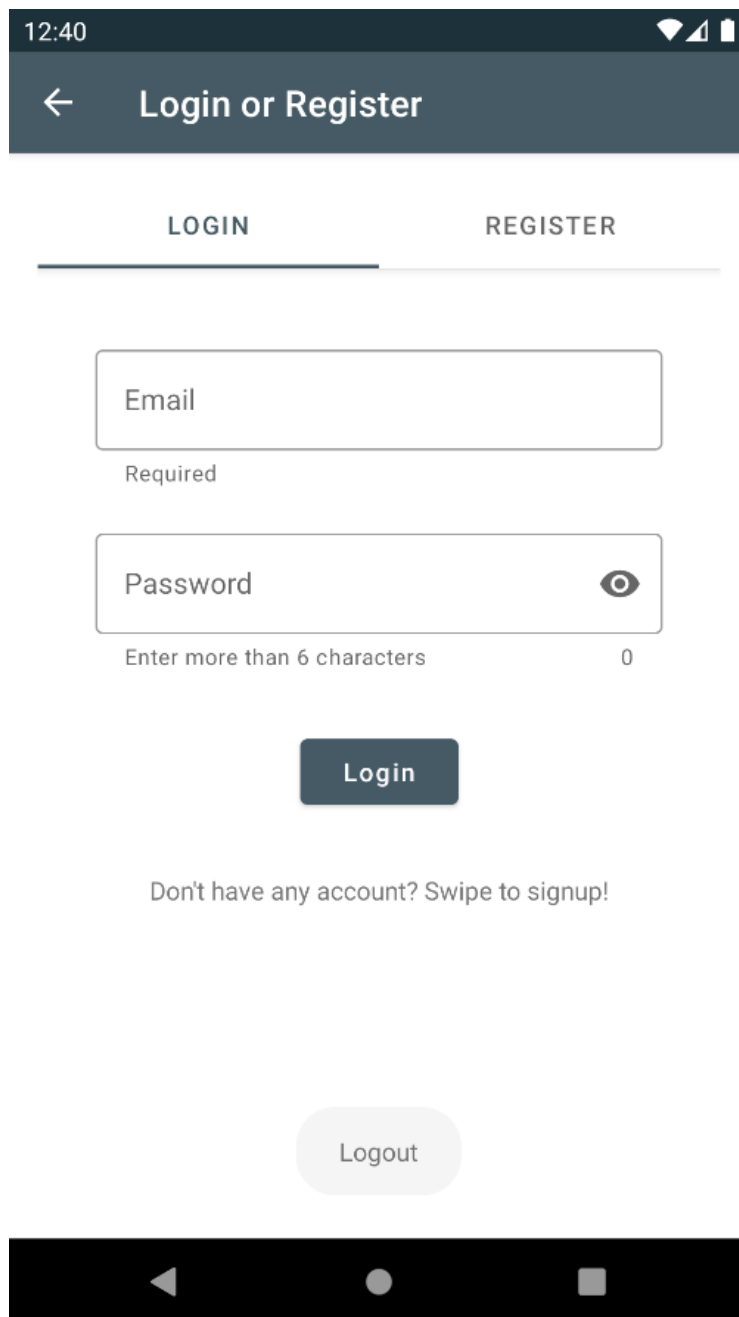 12:40
Login or Register
LOGIN
REGISTER
Email
Required
Password
Enter more than 6 characters
0
Login
Don't have any account? Swipe to signup!
Logout